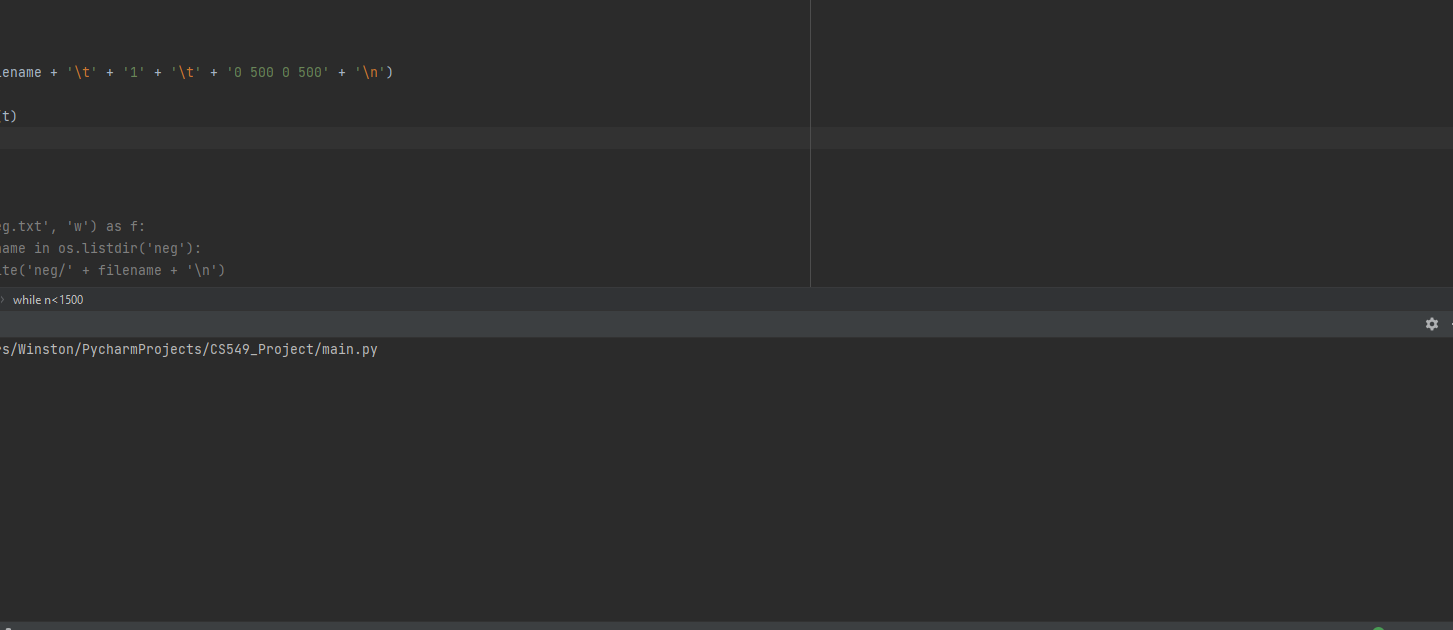 ename + '\t' + '1' + '\t' + '0 500 0 500' + '\n')
t)
g.txt', 'w') as f:
ame in os.listdir('neg'):
te('neg/' + filename + '\n')
while n<1500
s/Winston/PycharmProjects/CS549_Project/main.py